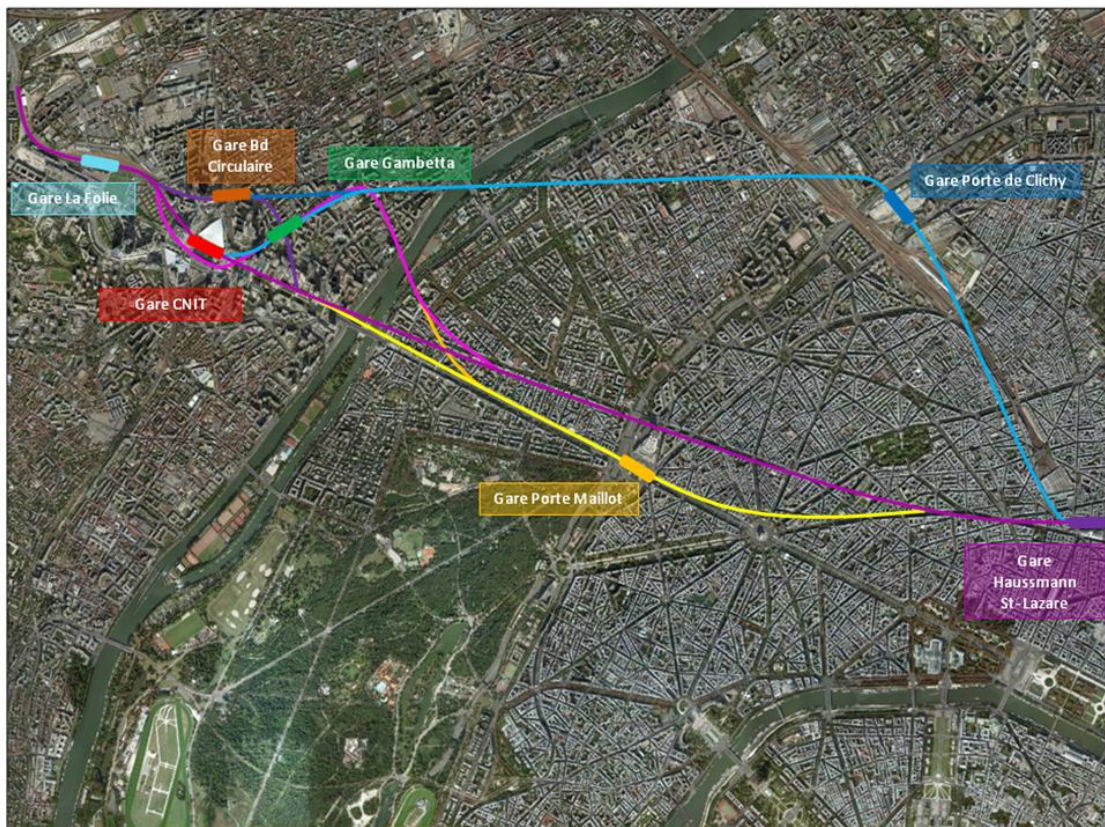 Gare Bd
Circulaire
Gare Gambetta
Gare La Folie
Gare Porte de Clichy
Gare CNIT
Gare Porte Maillot
Gare
Haussmann
St-Lazare